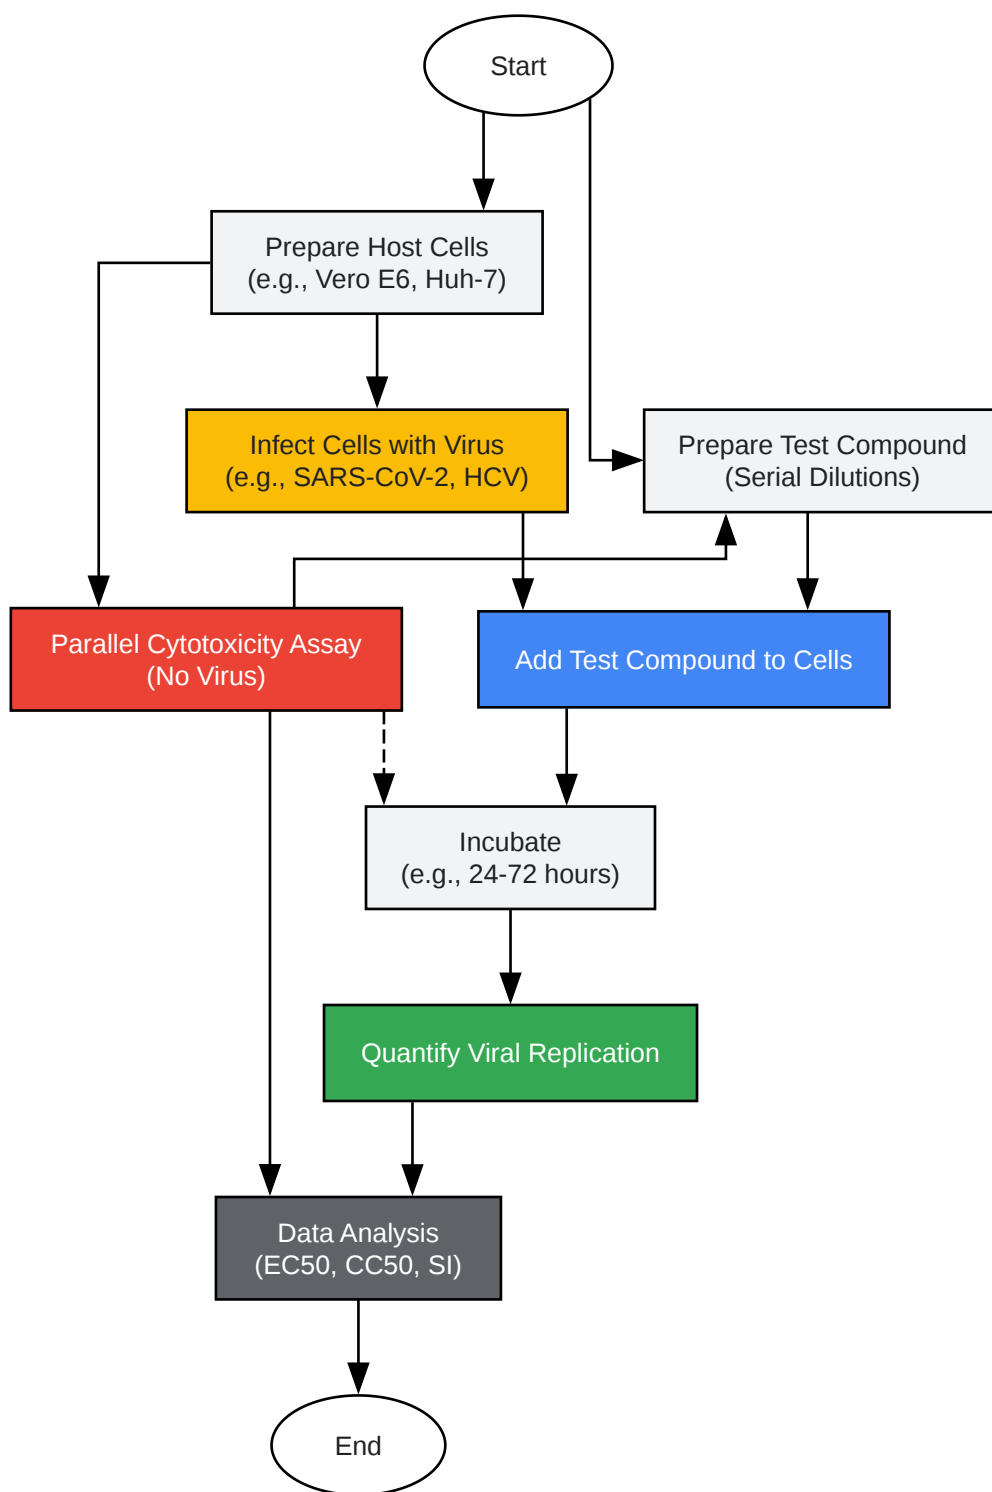 Start
Prepare Host Cells
(e.g., Vero E6, Huh-7)
Infect Cells with Virus
(e.g., SARS-CoV-2, HCV)
Prepare Test Compound
(Serial Dilutions)
Parallel Cytotoxicity Assay
(No Virus)
Add Test Compound to Cells
Incubate
(e.g., 24-72 hours)
Quantify Viral Replication
Data Analysis
(EC50, CC50, SI)
End